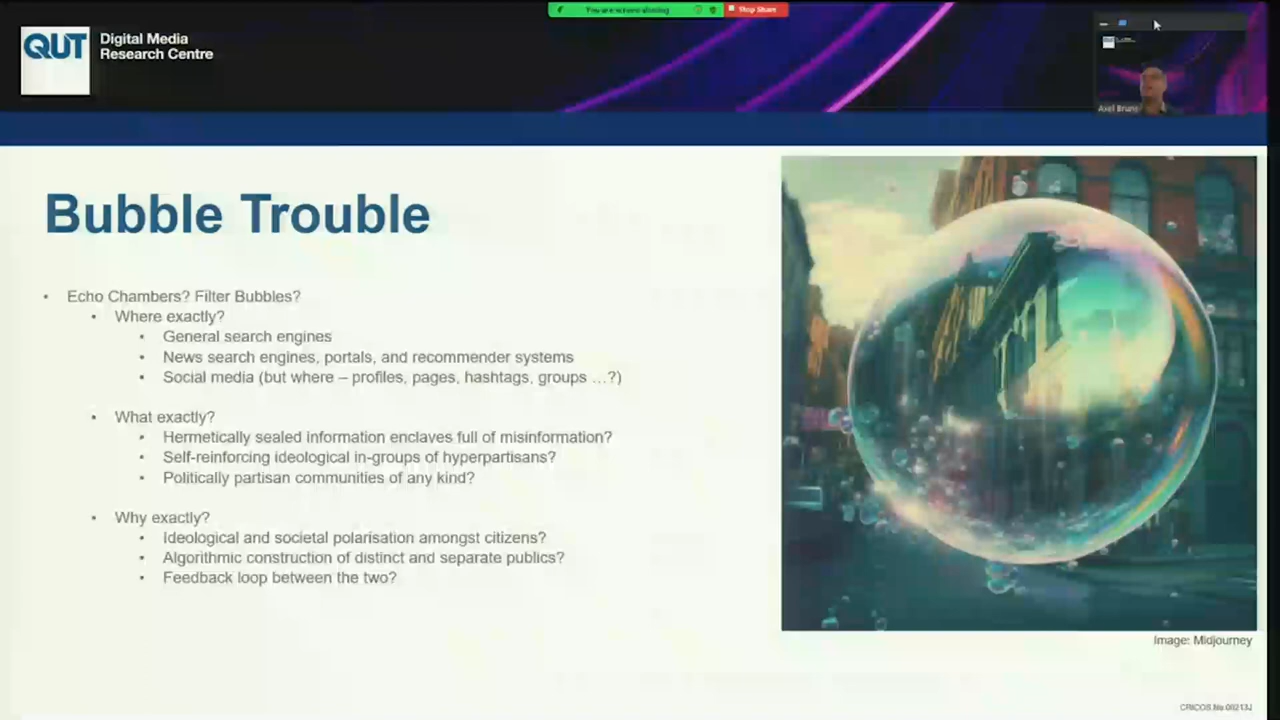 You are screen sharing
Stop Share
QUT
Digital Media
Research Centre
Axel Bruns
Bubble Trouble
• Echo Chambers? Filter Bubbles?
• Where exactly?
• General search engines
• News search engines, portals, and recommender systems
• Social media (but where – profiles, pages, hashtags, groups …?)
• What exactly?
• Hermetically sealed information enclaves full of misinformation?
• Self-reinforcing ideological in-groups of hyperpartisans?
• Politically partisan communities of any kind?
• Why exactly?
• Ideological and societal polarisation amongst citizens?
• Algorithmic construction of distinct and separate publics?
• Feedback loop between the two?
Image: Midjourney
CRICOS No.00213J